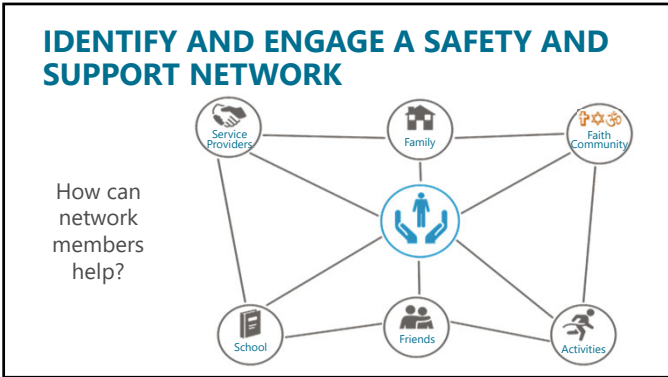 IDENTIFY AND ENGAGE A SAFETY AND
SUPPORT NETWORK
Service
Providers
Family
Faith
Community
How can
network
members
help?
School
Friends
Activities